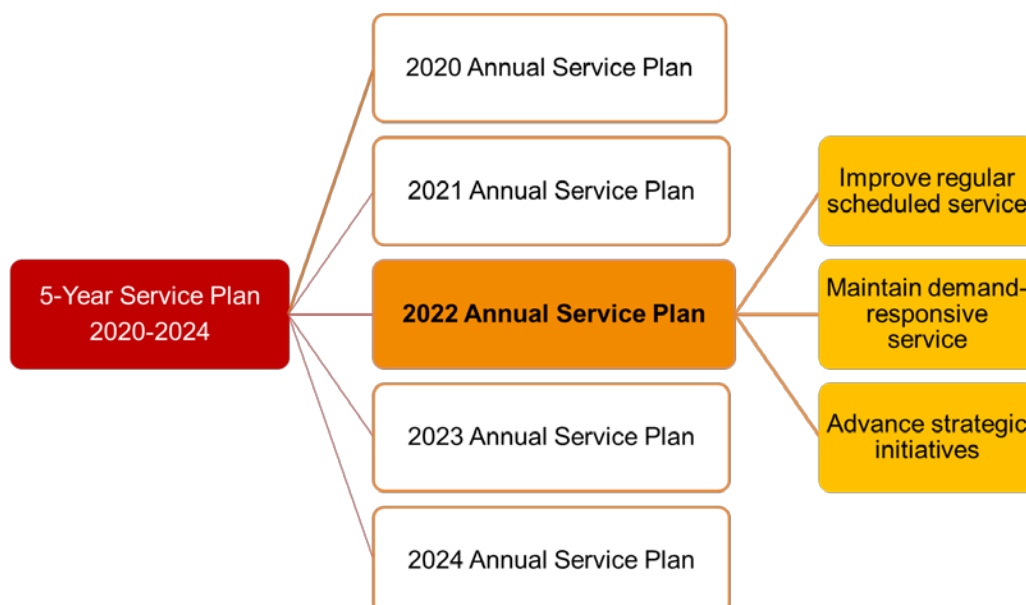 5-Year Service Plan
2020-2024
2020 Annual Service Plan
2021 Annual Service Plan
2022 Annual Service Plan
2023 Annual Service Plan
2024 Annual Service Plan
Improve regular
scheduled service
Maintain demand-
responsive
service
Advance strategic
initiatives